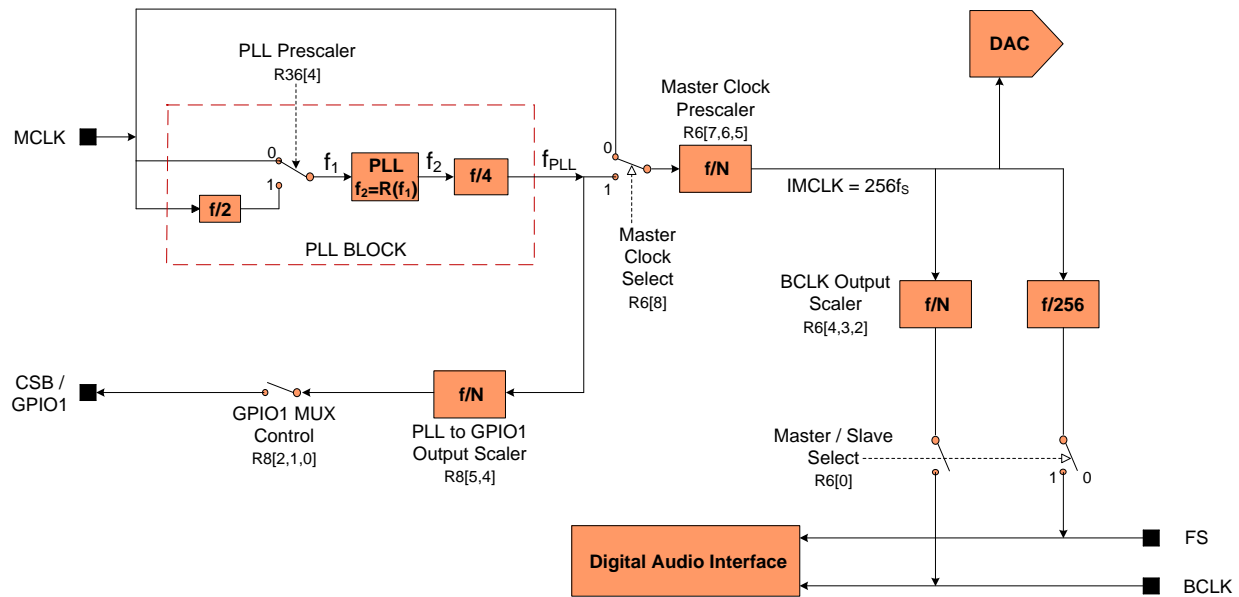 DAC
PLL Prescaler
R36[4]
Master Clock
Prescaler
R6[7,6,5]
MCLK
0
1
f1
PLL
f2=R(f1)
f2
f/4
fPLL
0
1
f/N
IMCLK = 256fS
f/2
PLL BLOCK
Master
Clock
Select
R6[8]
BCLK Output
Scaler
R6[4,3,2]
f/N
f/256
CSB /
GPIO1
GPIO1 MUX
Control
R8[2,1,0]
f/N
PLL to GPIO1
Output Scaler
R8[5,4]
Master / Slave
Select
R6[0]
1
0
Digital Audio Interface
FS
BCLK